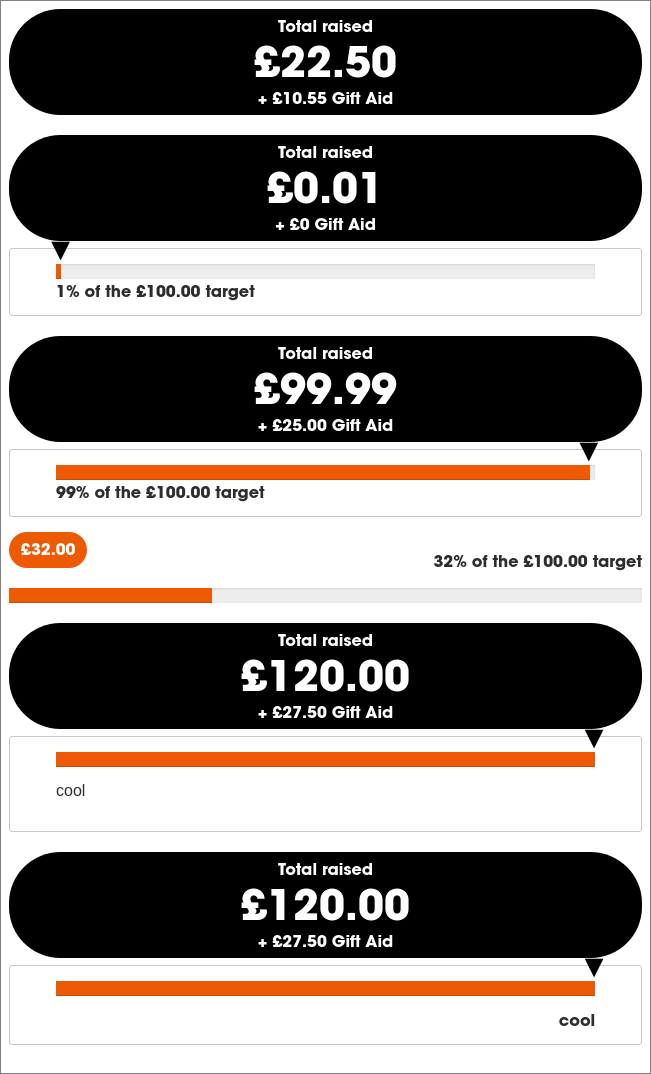 Total raised
£22.50
+ £10.55 Gift Aid
Total raised
£0.01
+ £0 Gift Aid
1% of the £100.00 target
Total raised
£99.99
+ £25.00 Gift Aid
99% of the £100.00 target
£32.00
32% of the £100.00 target
Total raised
£120.00
+ £27.50 Gift Aid
cool
Total raised
£120.00
+ £27.50 Gift Aid
cool